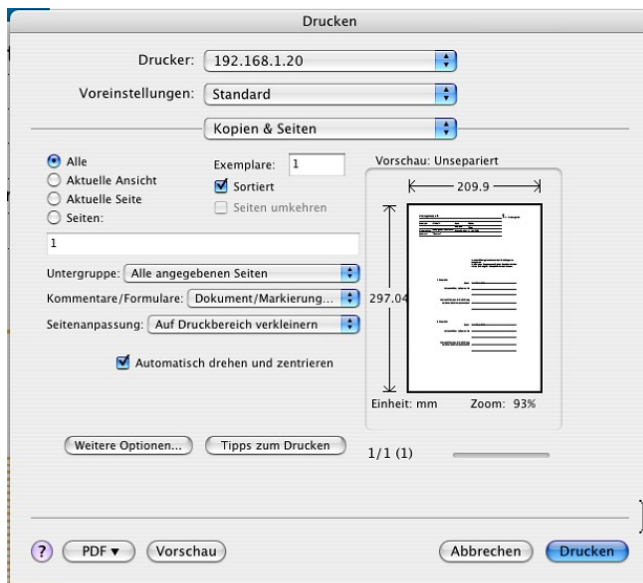 Drucken
Drucker: 192.168.1.20
Voreinstellungen: Standard
Kopien & Seiten
Alle
Aktuelle Ansicht
Aktuelle Seite
Seiten:
1
Exemplare: 1
Sortiert
Seiten umkehren
Untergruppe: Alle angegebenen Seiten
Kommentare/Formulare: Dokument/Markierung...
Seitenanpassung: Auf Druckbereich verkleinern
Automatisch drehen und zentrieren
Weitere Optionen... Tipps zum Drucken
Vorschau: Unsepariert
209.9
297.04
Einheit: mm Zoom: 93%
1/1 (1)
? PDF Vorschau Abbrechen Drucken